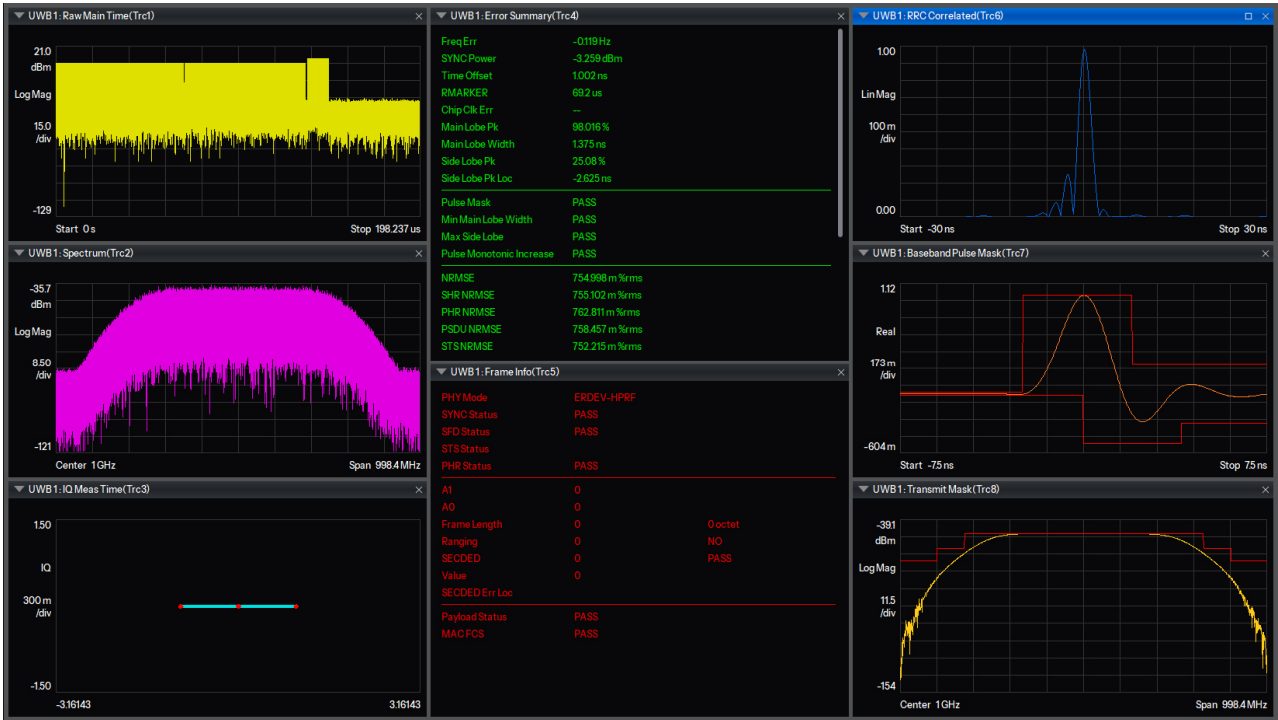 UWB1: Raw Main Time(Trc1)
21.0
dBm
Log Mag
15.0
/div
-129
Start 0 s
Stop 198.237 us
UWB1: Spectrum(Trc2)
-35.7
dBm
Log Mag
8.50
/div
-121
Center 1 GHz
Span 998.4 MHz
UWB1: IQ Meas Time(Trc3)
1.50
IQ
300 m
/div
-1.50
-3.16143
3.16143
UWB1: Error Summary(Trc4)
Freq Err -0.119 Hz
SYNC Power -3.259 dBm
Time Offset 1.002 ns
RMARKER 69.2 us
Chip Clk Err ---
Main Lobe Pk 98.016 %
Main Lobe Width 1.375 ns
Side Lobe Pk 25.08 %
Side Lobe Pk Loc -2.625 ns
Pulse Mask PASS
Min Main Lobe Width PASS
Max Side Lobe PASS
Pulse Monotonic Increase PASS
NRMSE 754.998 m %rms
SHR NRMSE 755.102 m %rms
PHR NRMSE 762.811 m %rms
PSDU NRMSE 758.457 m %rms
STS NRMSE 752.215 m %rms
UWB1: Frame Info(Trc5)
PHY Mode ERDEV-HPRF
SYNC Status PASS
SFD Status PASS
STS Status
PHR Status PASS
A1 0
A0 0
Frame Length 0 0 octet
Ranging 0 NO
SECDED 0 PASS
Value 0
SECDED Err Loc
Payload Status PASS
MAC FCS PASS
UWB1: RRC Correlated(Trc6)
1.00
Lin Mag
100 m
/div
0.00
Start -30 ns
Stop 30 ns
UWB1: Baseband Pulse Mask(Trc7)
1.12
Real
173 m
/div
-604 m
Start -7.5 ns
Stop 7.5 ns
UWB1: Transmit Mask(Trc8)
-39.1
dBm
Log Mag
11.5
/div
-154
Center 1 GHz
Span 998.4 MHz